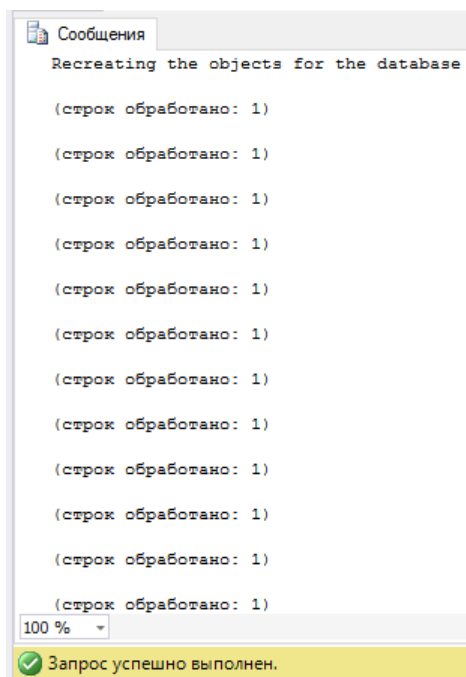 Сообщения
Recreating the objects for the database
(строк обработано: 1)
(строк обработано: 1)
(строк обработано: 1)
(строк обработано: 1)
(строк обработано: 1)
(строк обработано: 1)
(строк обработано: 1)
(строк обработано: 1)
(строк обработано: 1)
(строк обработано: 1)
(строк обработано: 1)
(строк обработано: 1)
100 %
Запрос успешно выполнен.